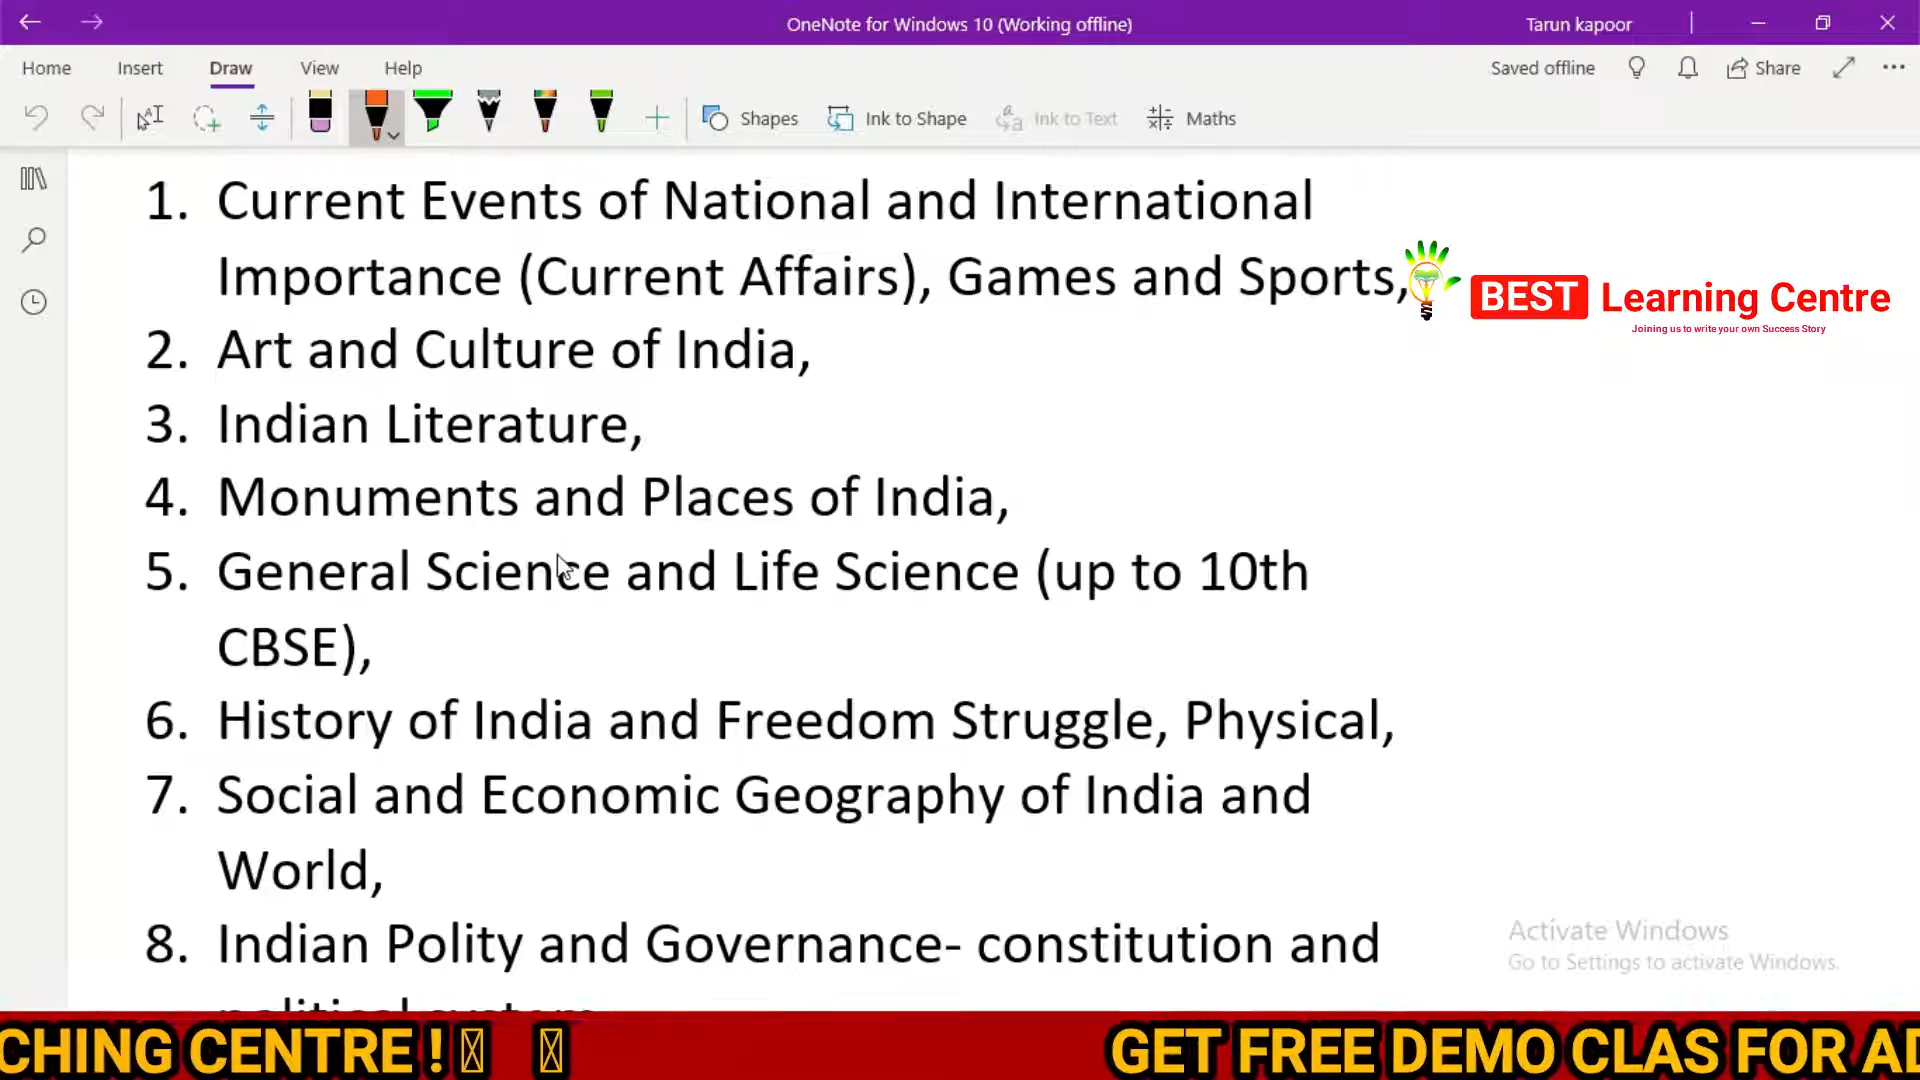 OneNote for Windows 10 (Working offline)
Tarun kapoor
Home Insert Draw View Help
Saved offline
Share
Shapes
Ink to Shape
Ink to Text
Maths
1. Current Events of National and International
Importance (Current Affairs), Games and Sports,
BEST Learning Centre
Joining us to write your own Success Story
2. Art and Culture of India,
3. Indian Literature,
4. Monuments and Places of India,
5. General Science and Life Science (up to 10th
CBSE),
6. History of India and Freedom Struggle, Physical,
7. Social and Economic Geography of India and
World,
8. Indian Polity and Governance- constitution and
political system
Activate Windows
Go to Settings to activate Windows.
CHING CENTRE !
GET FREE DEMO CLAS FOR AD